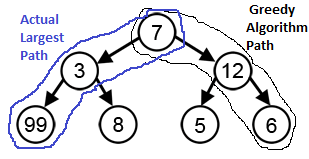 Actual
Largest
Path
Greedy
Algorithm
Path
7
3
12
99
8
5
6